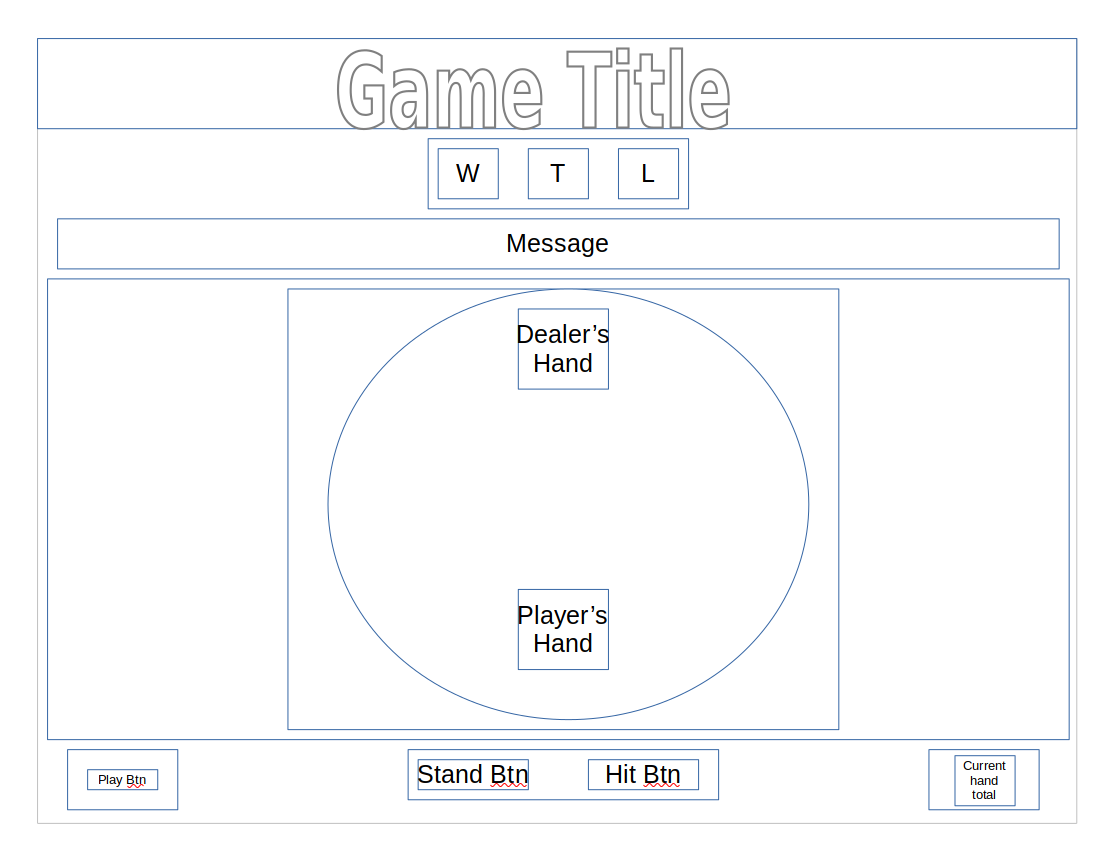 Game Title
W T L
Message
Dealer’s
Hand
Player’s
Hand
Play Btn
Stand Btn
Hit Btn
Current
hand
total